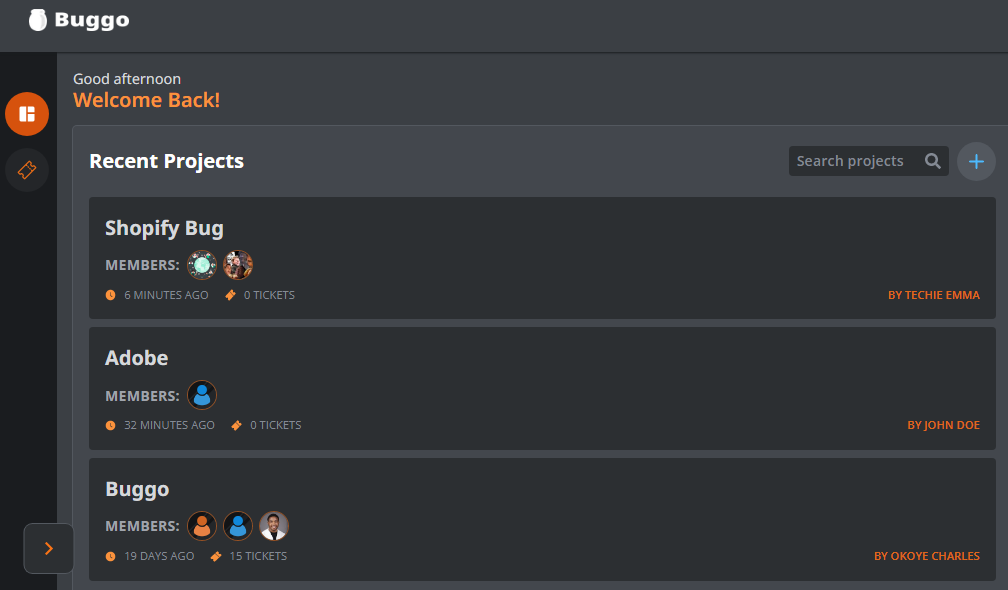 Buggo
Good afternoon
Welcome Back!
Recent Projects
Search projects
Shopify Bug
MEMBERS:
6 MINUTES AGO 0 TICKETS
BY TECHIE EMMA
Adobe
MEMBERS:
32 MINUTES AGO 0 TICKETS
BY JOHN DOE
Buggo
MEMBERS:
19 DAYS AGO 15 TICKETS
BY OKOYE CHARLES